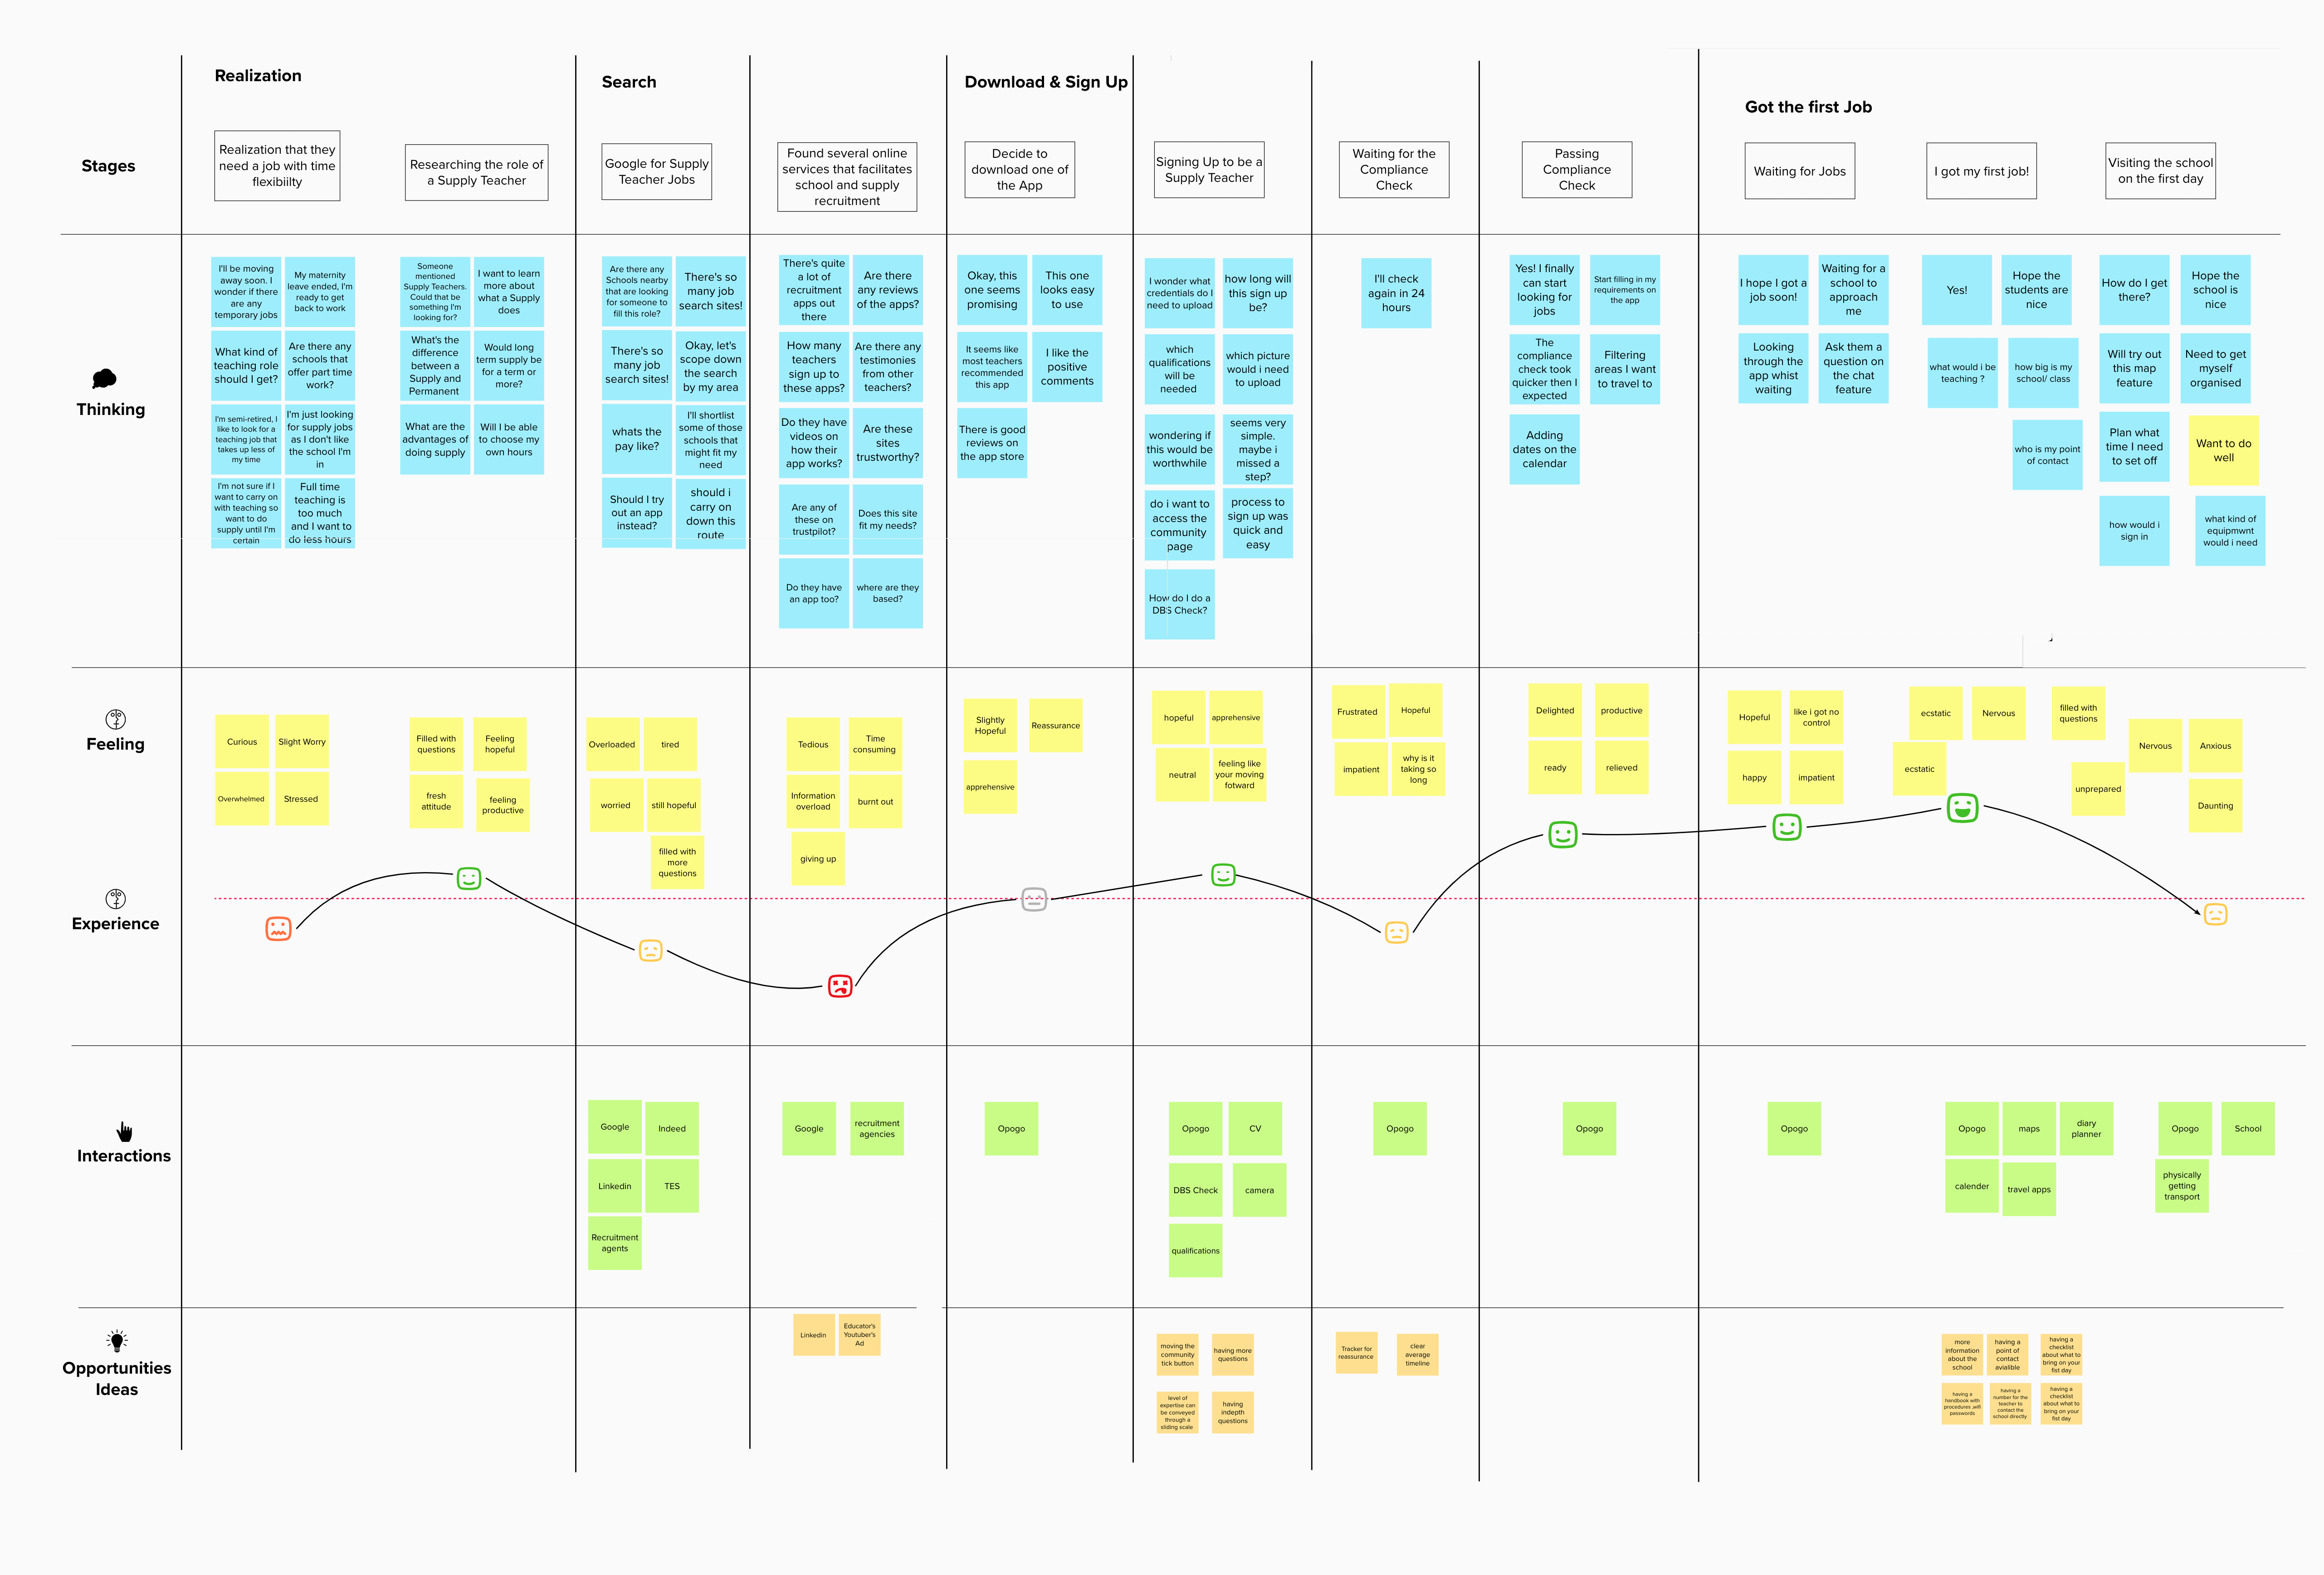 Realization
Search
Download & Sign Up
Got the first Job
Stages
Realization that they
need a job with time
flexibiilty
Researching the role of
a Supply Teacher
Google for Supply
Teacher Jobs
Found several online
services that facilitates
school and supply
recruitment
Decide to
download one of
the App
Signing Up to be a
Supply Teacher
Waiting for the
Compliance
Check
Passing
Compliance
Check
Waiting for Jobs
I got my first job!
Visiting the school
on the first day
Thinking
I'll be moving
away soon. I
wonder if there
are any
temporary jobs
My maternity
leave ended, I'm
ready to get
back to work
What kind of
teaching role
should I get?
Are there any
schools that
offer part time
work?
I'm semi-retired, I
like to look for a
teaching job that
takes up less of
my time
I'm just looking
for supply jobs
as I don't like
the school I'm
in
I'm not sure if I
want to carry on
with teaching so
want to do
supply until I'm
certain
Full time
teaching is
too much
and I want to
do less hours
Someone
mentioned
Supply Teachers.
Could that be
something I'm
looking for?
I want to learn
more about
what a Supply
does
What's the
difference
between a
Supply and
Permanent
Would long
term supply be
for a term or
more?
What are the
advantages of
doing supply
Will I be able
to choose my
own hours
Are there any
Schools nearby
that are looking
for someone to
fill this role?
There's so
many job
search sites!
There's so
many job
search sites!
Okay, let's
scope down
the search
by my area
whats the
pay like?
I'll shortlist
some of those
schools that
might fit my
need
Should I try
out an app
instead?
should i
carry on
down this
route
There's quite
a lot of
recruitment
apps out
there
Are there
any reviews
of the apps?
How many
teachers
sign up to
these apps?
Are there any
testimonies
from other
teachers?
Do they have
videos on
how their
app works?
Are these
sites
trustworthy?
Are any of
these on
trustpilot?
Does this site
fit my needs?
Do they have
an app too?
where are they
based?
Okay, this
one seems
promising
This one
looks easy
to use
It seems like
most teachers
recommended
this app
I like the
positive
comments
There is good
reviews on
the app store
I wonder what
credentials do I
need to upload
how long will
this sign up
be?
which
qualifications
will be
needed
which picture
would i need
to upload
wondering if
this would be
worthwhile
seems very
simple.
maybe i
missed a
step?
do i want to
access the
community
page
process to
sign up was
quick and
easy
How do I do a
DBS Check?
I'll check
again in 24
hours
Yes! I finally
can start
looking for
jobs
Start filling in my
requirements on
the app
The
compliance
check took
quicker then I
expected
Filtering
areas I want
to travel to
Adding
dates on the
calendar
I hope I got a
job soon!
Waiting for a
school to
approach
me
Looking
through the
app whist
waiting
Ask them a
question on
the chat
feature
Yes!
Hope the
students are
nice
what would i be
teaching ?
how big is my
school/ class
who is my point
of contact
How do I get
there?
Hope the
school is
nice
Will try out
this map
feature
Need to get
myself
organised
Plan what
time I need
to set off
Want to do
well
how would i
sign in
what kind of
equipmwnt
would i need
Feeling
Curious
Slight Worry
Overwhelmed
Stressed
Filled with
questions
Feeling
hopeful
fresh
attitude
feeling
productive
Overloaded
tired
worried
still hopeful
filled with
more
questions
Tedious
Time
consuming
Information
overload
burnt out
giving up
Slightly
Hopeful
Reassurance
apprehensive
hopeful
apprehensive
neutral
feeling like
your moving
fotward
Frustrated
Hopeful
impatient
why is it
taking so
long
Delighted
productive
ready
relieved
Hopeful
like i got no
control
happy
impatient
ecstatic
Nervous
ecstatic
filled with
questions
Nervous
Anxious
unprepared
Daunting
Experience
Interactions
Google
Indeed
Linkedin
TES
Recruitment
agents
Google
recruitment
agencies
Opogo
Opogo
CV
DBS Check
camera
qualifications
Opogo
Opogo
Opogo
Opogo
maps
diary
planner
calender
travel apps
Opogo
School
physically
getting
transport
Opportunities
Ideas
Linkedin
Educator's
Youtuber's
Ad
moving the
community
tick button
having more
questions
level of
expertise can
be conveyed
through a
sliding scale
having
indepth
questions
Tracker for
reassurance
clear
average
timeline
more
information
about the
school
having a
point of
contact
avialible
having a
checklist
about what to
bring on your
fist day
having a
handbook with
procedures ,wifi
passwords
having a
number for the
teacher to
contact the
school directly
having a
checklist
about what to
bring on your
fist day